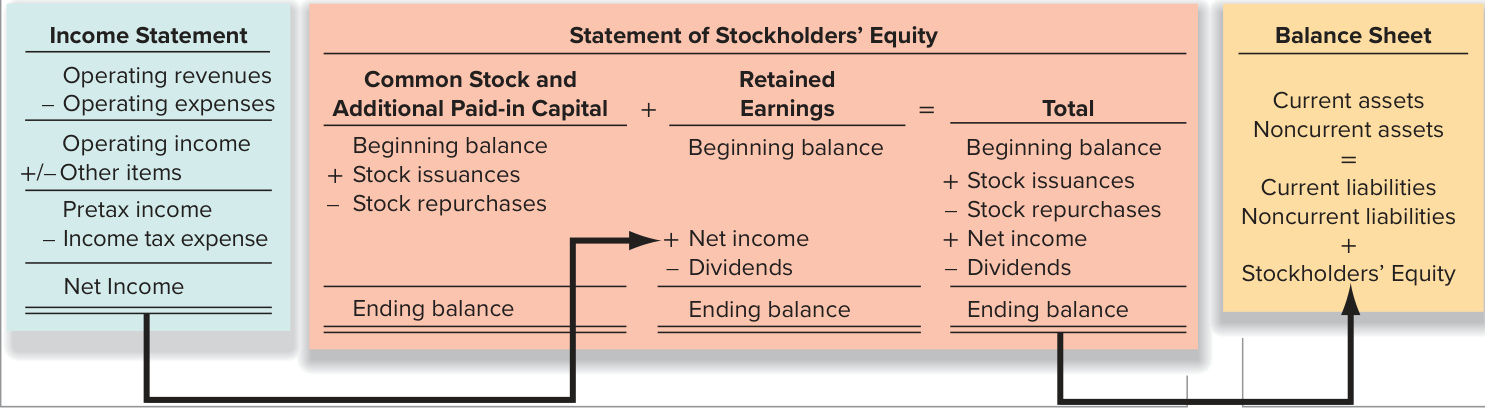 Income Statement
Operating revenues
– Operating expenses
Operating income
+/– Other items
Pretax income
– Income tax expense
Net Income
Statement of Stockholders’ Equity
Common Stock and
Additional Paid-in Capital
+
Retained
Earnings
=
Total
Beginning balance
+ Stock issuances
– Stock repurchases
Ending balance
Beginning balance
+ Net income
– Dividends
Ending balance
Beginning balance
+ Stock issuances
– Stock repurchases
+ Net income
– Dividends
Ending balance
Balance Sheet
Current assets
Noncurrent assets
=
Current liabilities
Noncurrent liabilities
+
Stockholders’ Equity